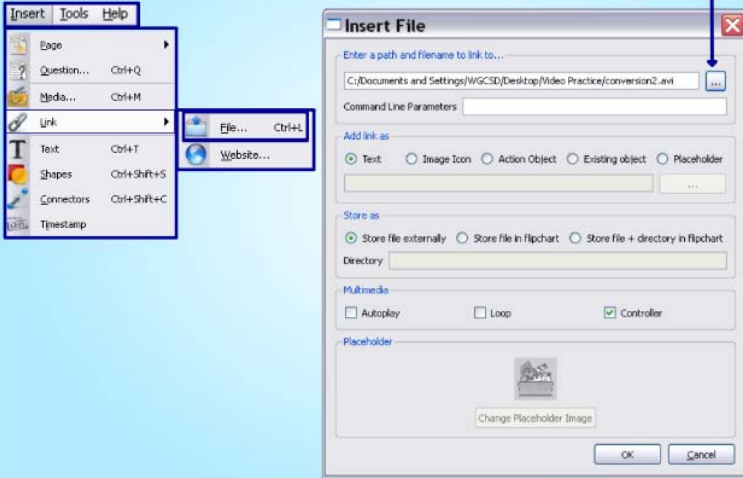 Insert Tools Help
Page
Question... Ctrl+Q
Media... Ctrl+M
Link
Text Ctrl+T
Shapes Ctrl+Shift+S
Connectors Ctrl+Shift+C
Timestamp
File... Ctrl+L
Website...
Insert File
Enter a path and filename to link to...
C:/Documents and Settings/WGCSD/Desktop/Video Practice/conversion2.avi ...
Command Line Parameters
Add link as
Text Image Icon Action Object Existing object Placeholder
...
Store as
Store file externally Store file in flipchart Store file + directory in flipchart
Directory
Multimedia
Autoplay Loop Controller
Placeholder
Change Placeholder Image
OK Cancel